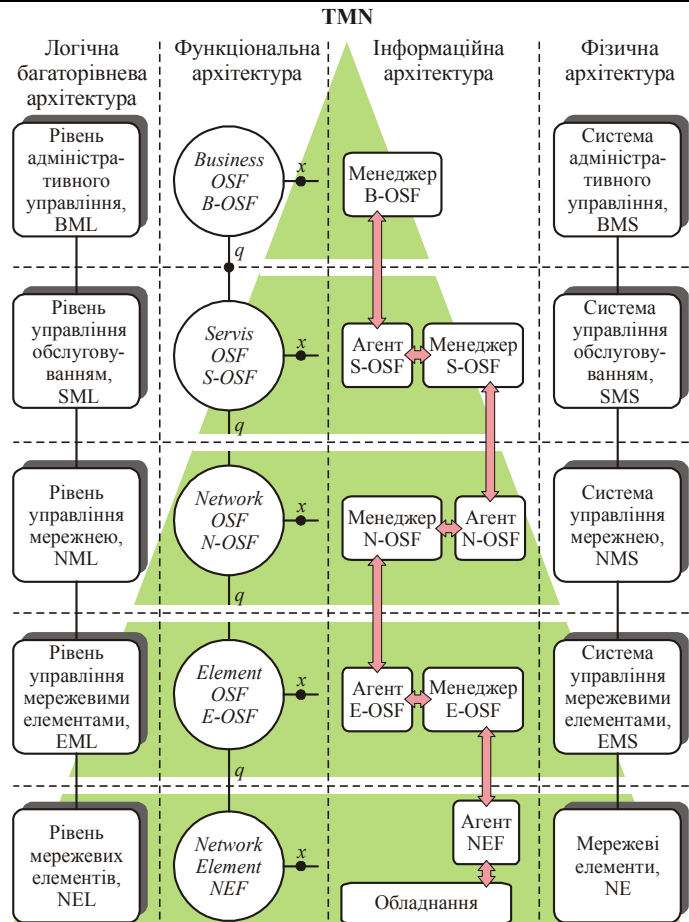 TMN
Логічна
багаторівнева
архітектура
Функціональна
архітектура
Інформаційна
архітектура
Фізична
архітектура
Рівень
адміністра-
тивного
управління,
BML
Business
OSF
B-OSF
x
q
Менеджер
B-OSF
Система
адміністра-
тивного
управління,
BMS
Рівень
управління
обслугову-
ванням,
SML
Servis
OSF
S-OSF
x
q
Агент
S-OSF
Менеджер
S-OSF
Система
управління
обслугову-
ванням,
SMS
Рівень
управління
мережнею,
NML
Network
OSF
N-OSF
x
q
Менеджер
N-OSF
Агент
N-OSF
Система
управління
мережнею,
NMS
Рівень
управління
мережевими
елементами,
EML
Element
OSF
E-OSF
x
q
Агент
E-OSF
Менеджер
E-OSF
Система
управління
мережевими
елементами,
EMS
Рівень
мережевих
елементів,
NEL
Network
Element
NEF
x
Агент
NEF
Обладнання
Мережеві
елементи,
NE